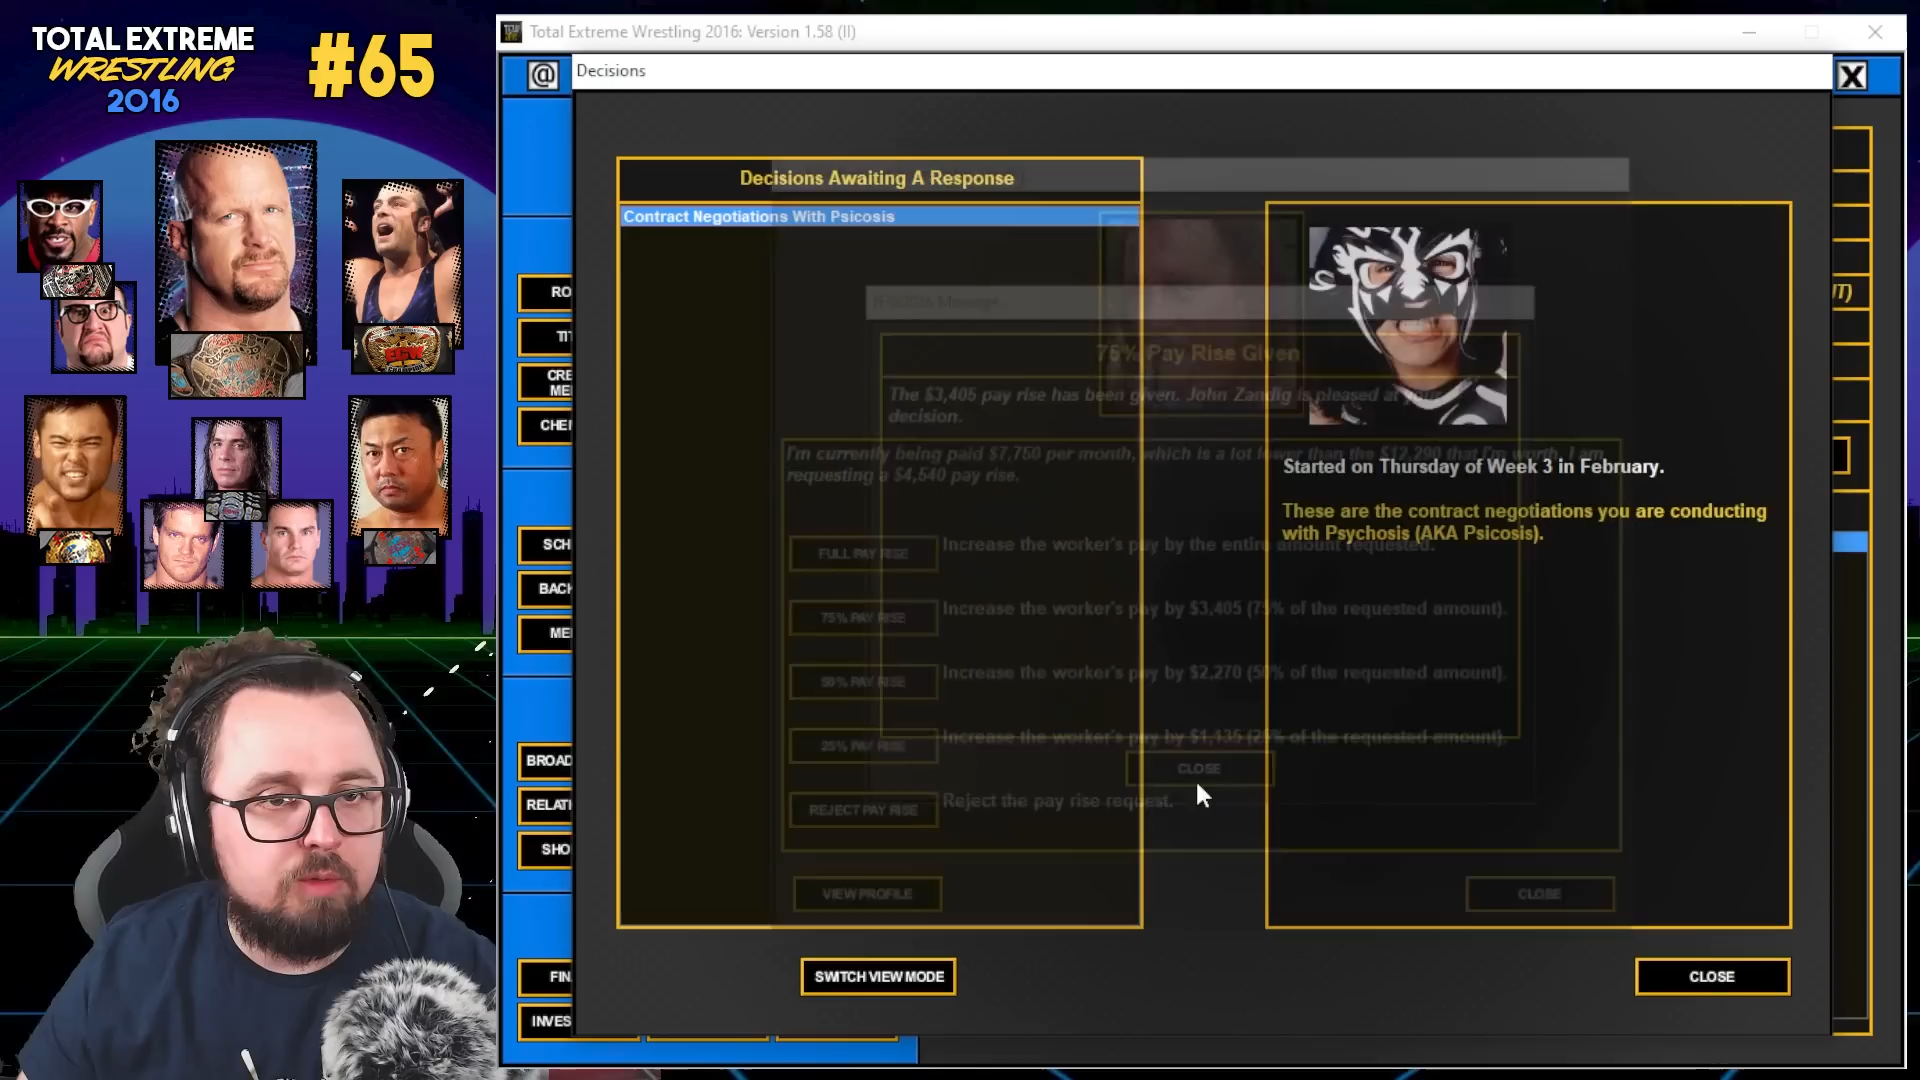 TOTAL EXTREME
WRESTLING
2016
#65
Total Extreme Wrestling 2016: Version 1.58 (II)
@
Decisions
X
Decisions Awaiting A Response
Contract Negotiations With Psicosis
75% Pay Rise Given
The $3,405 pay rise has been given. John Zandig is pleased at your
decision.
I'm currently being paid $7,750 per month, which is a lot lower than the $12,290 that I'm worth. I am
requesting a $4,540 pay rise.
Started on Thursday of Week 3 in February.
These are the contract negotiations you are conducting
with Psychosis (AKA Psicosis).
FULL PAY RISE
Increase the worker's pay by the entire amount requested.
75% PAY RISE
Increase the worker's pay by $3,405 (75% of the requested amount).
50% PAY RISE
Increase the worker's pay by $2,270 (50% of the requested amount).
25% PAY RISE
Increase the worker's pay by $1,135 (25% of the requested amount).
CLOSE
REJECT PAY RISE
Reject the pay rise request.
VIEW PROFILE
CLOSE
SWITCH VIEW MODE
CLOSE
RO
TIT
CRE
ME
CHE
SCH
BACK
ME
BROAD
RELATI
SHO
FIN
INVES
ECW